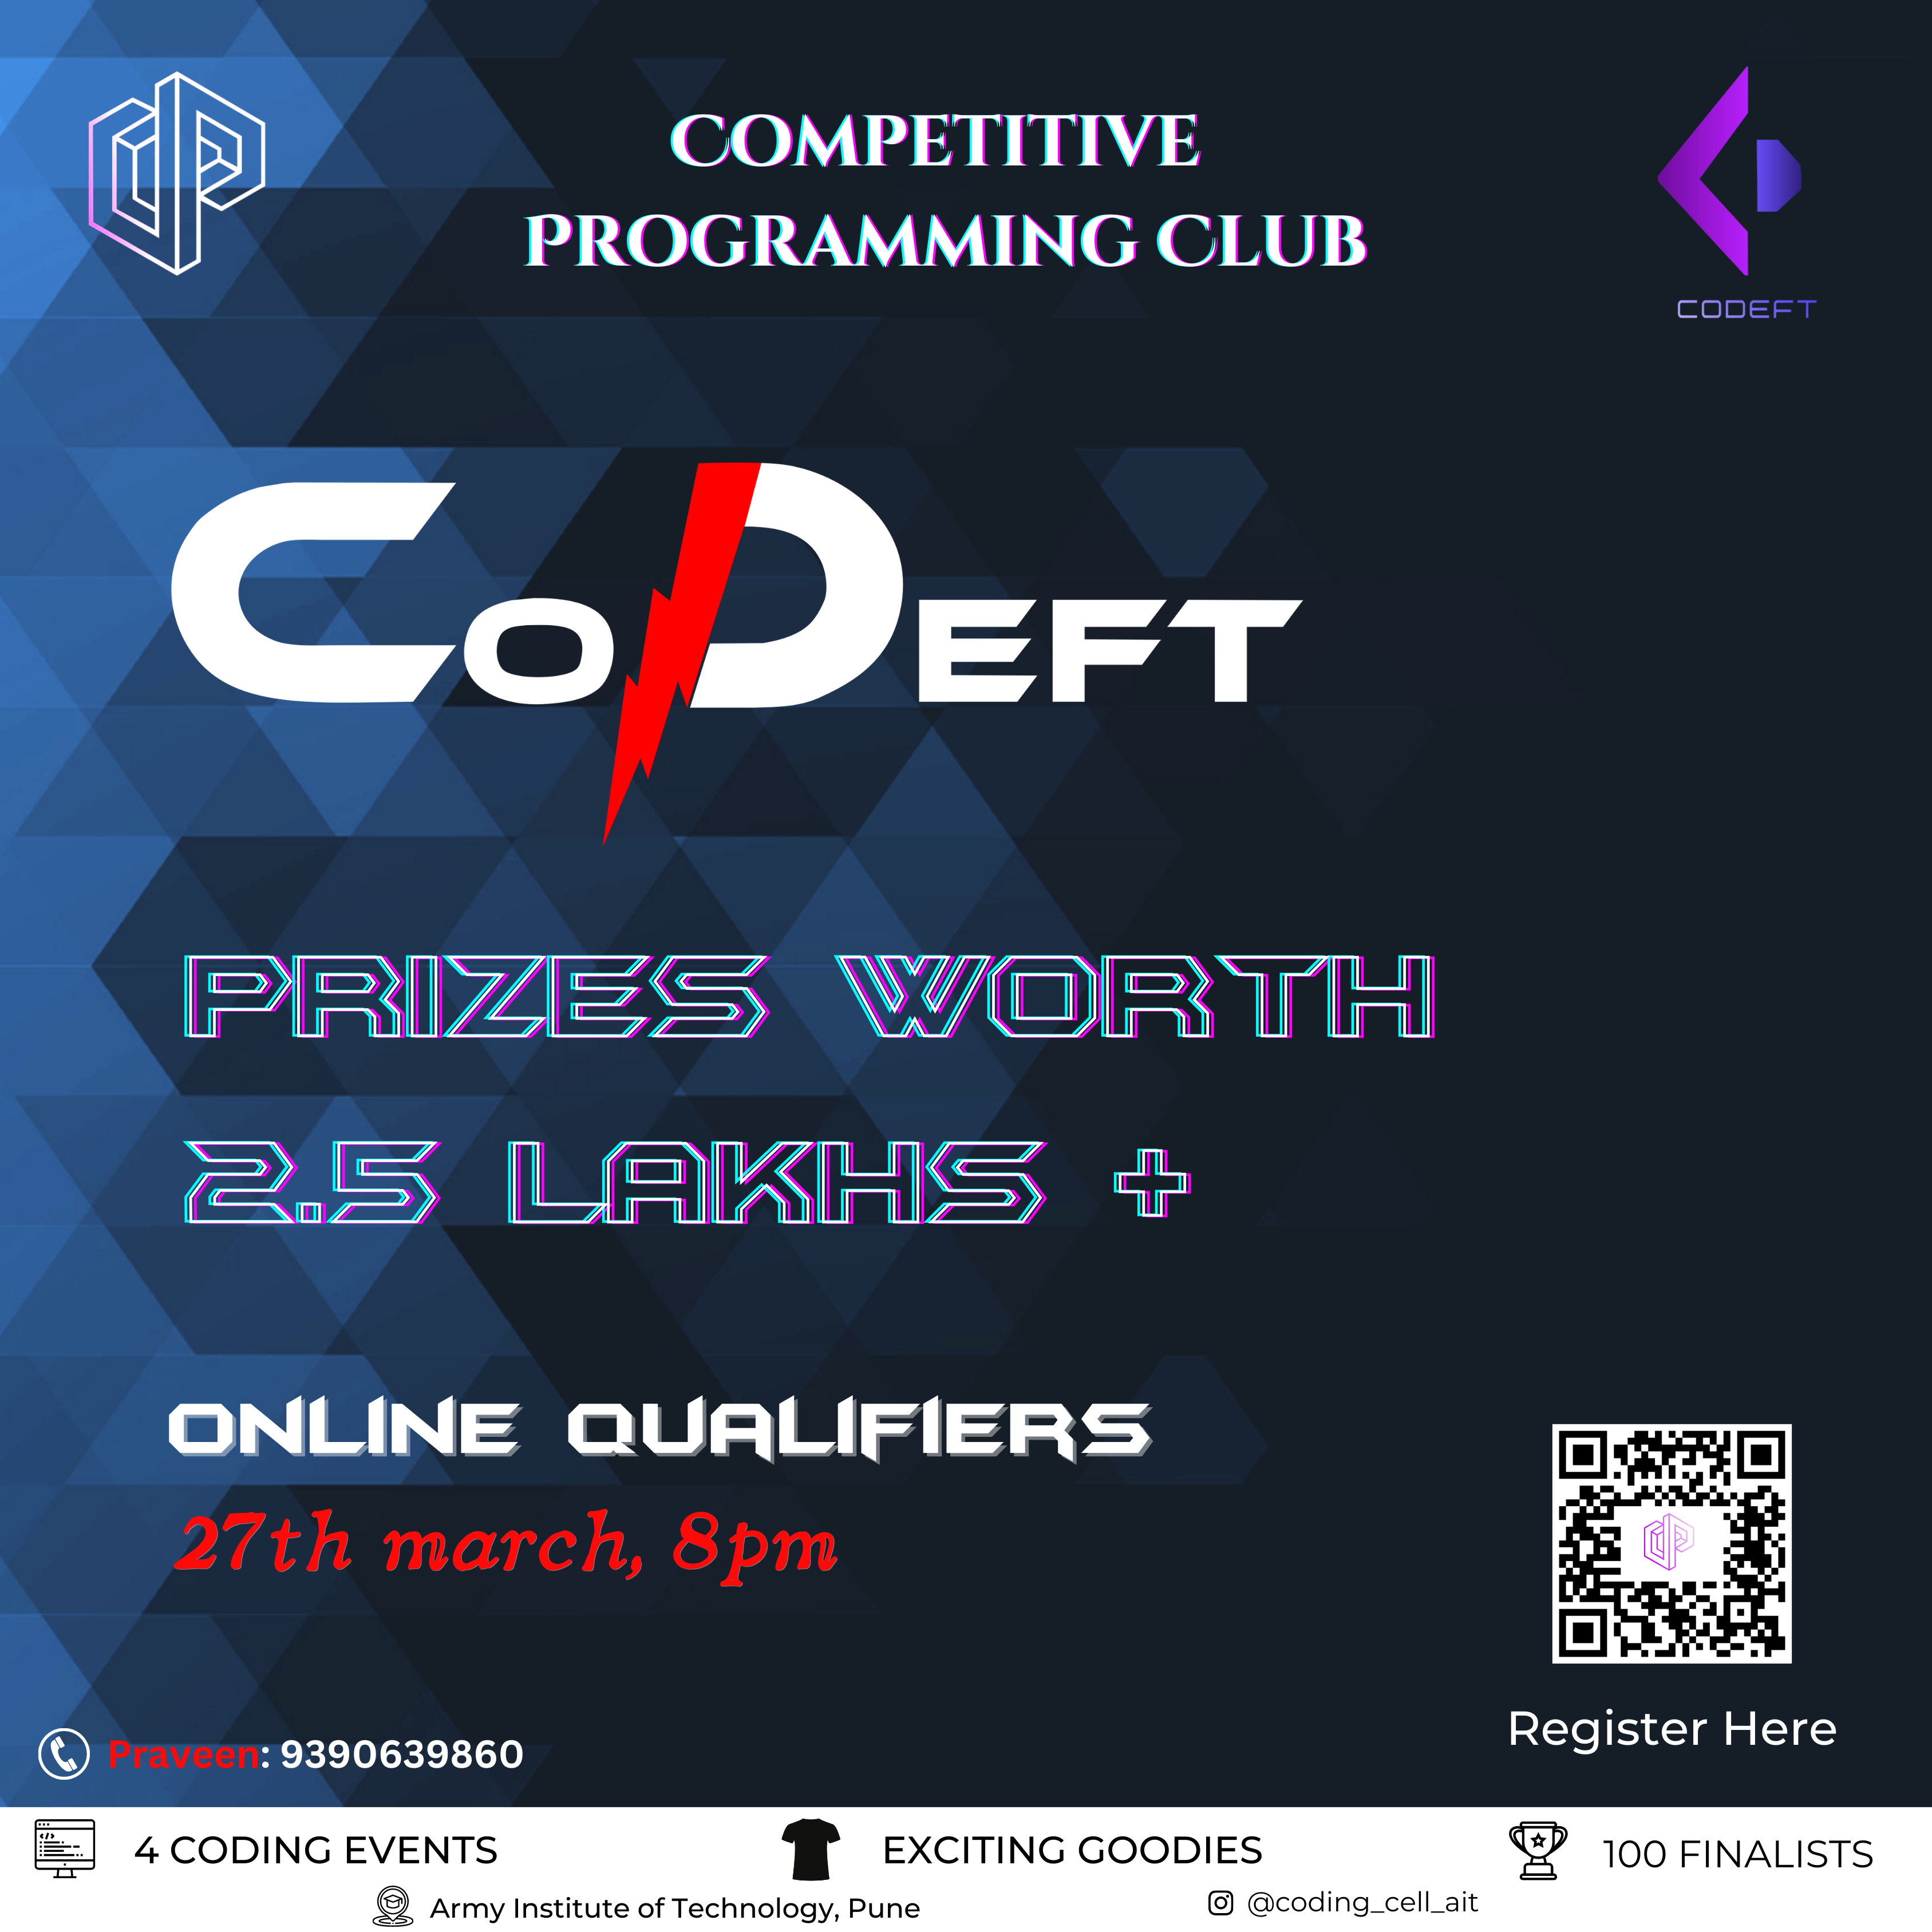 Competitive
Programming Club
CODEFT
CoDEFT
PRIZES WORTH
2.5 LAKHS +
ONLINE QUALIFIERS
27th march, 8pm
Register Here
Praveen: 9390639860
4 CODING EVENTS
EXCITING GOODIES
100 FINALISTS
Army Institute of Technology, Pune
@coding_cell_ait